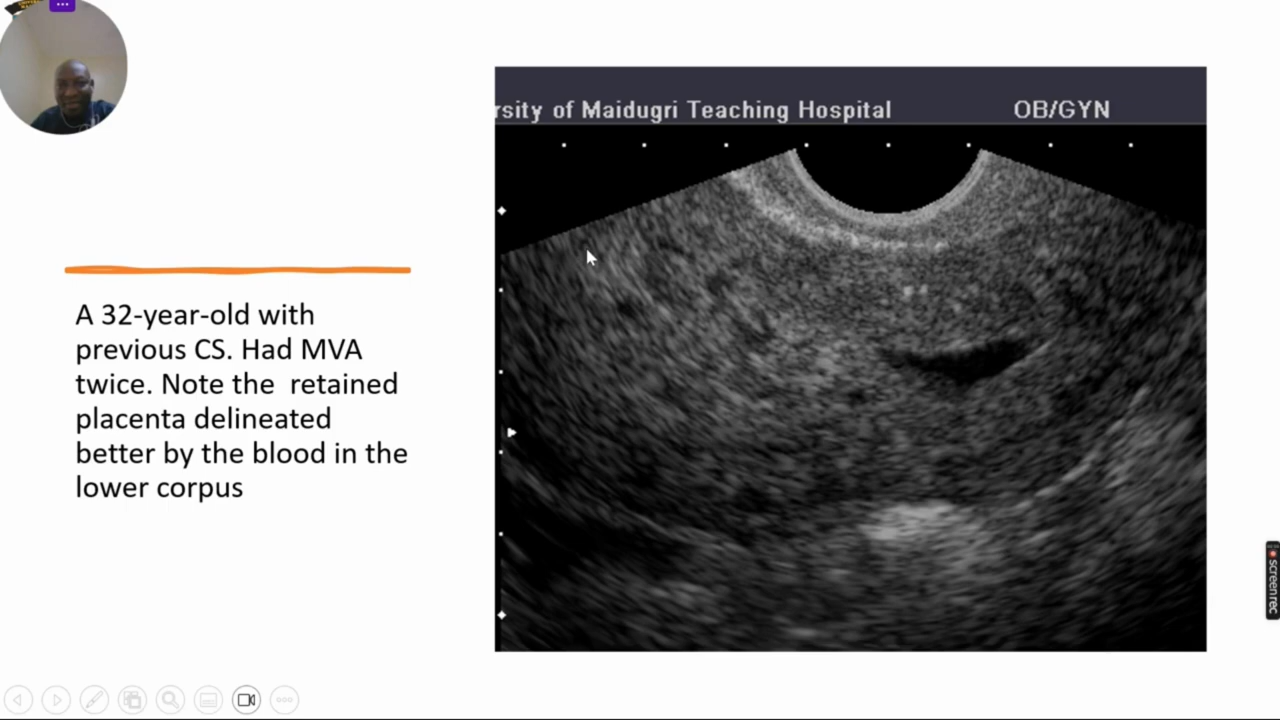 rsity of Maidugri Teaching Hospital OB/GYN
A 32-year-old with
previous CS. Had MVA
twice. Note the  retained
placenta delineated
better by the blood in the
lower corpus
screenrec